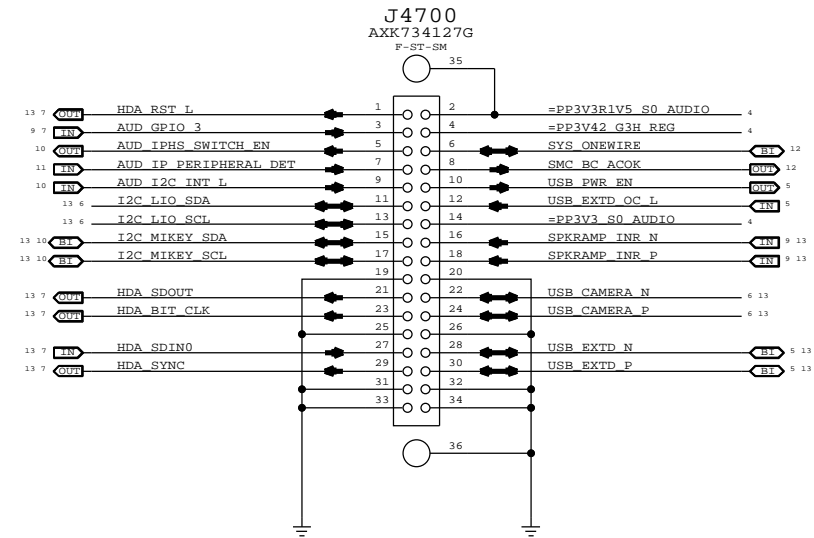 J4700
AXK734127G
F-ST-SM
35
13 7 OUT HDA_RST_L 1 2 =PP3V3R1V5_S0_AUDIO 4
9 7 IN AUD_GPIO_3 3 4 =PP3V42_G3H_REG 4
10 OUT AUD_IPHS_SWITCH_EN 5 6 SYS_ONEWIRE BI 12
11 IN AUD_IP_PERIPHERAL_DET 7 8 SMC_BC_ACOK OUT 12
10 IN AUD_I2C_INT_L 9 10 USB_PWR_EN OUT 5
13 6 I2C_LIO_SDA 11 12 USB_EXTD_OC_L IN 5
13 6 I2C_LIO_SCL 13 14 =PP3V3_S0_AUDIO 4
13 10 BI I2C_MIKEY_SDA 15 16 SPKRAMP_INR_N IN 9 13
13 10 BI I2C_MIKEY_SCL 17 18 SPKRAMP_INR_P IN 9 13
19 20
13 7 OUT HDA_SDOUT 21 22 USB_CAMERA_N 6 13
13 7 OUT HDA_BIT_CLK 23 24 USB_CAMERA_P 6 13
25 26
13 7 IN HDA_SDIN0 27 28 USB_EXTD_N BI 5 13
13 7 OUT HDA_SYNC 29 30 USB_EXTD_P BI 5 13
31 32
33 34
36